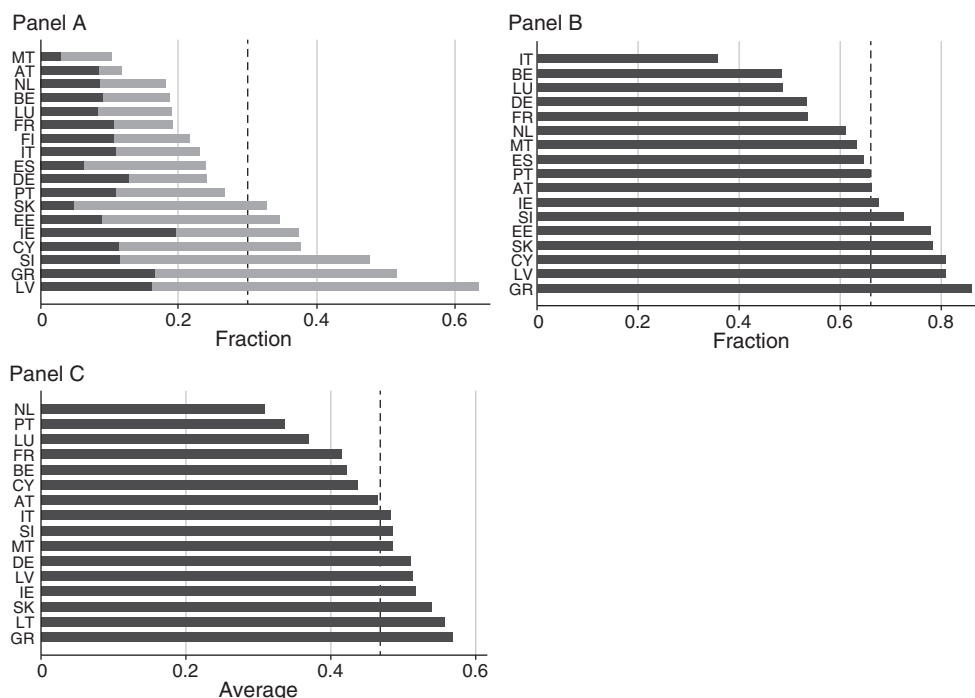 Panel A
MT
AT
NL
BE
LU
FR
FI
IT
ES
DE
PT
SK
EE
IE
CY
SI
GR
LV
0 0.2 0.4 0.6
Fraction
Panel B
IT
BE
LU
DE
FR
NL
MT
ES
PT
AT
IE
SI
EE
SK
CY
LV
GR
0 0.2 0.4 0.6 0.8
Fraction
Panel C
NL
PT
LU
FR
BE
CY
AT
IT
SI
MT
DE
LV
IE
SK
LT
GR
0 0.2 0.4 0.6
Average